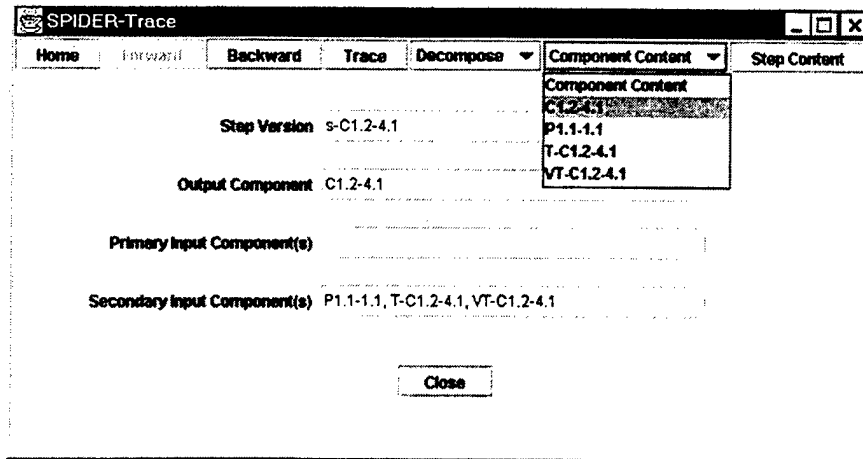 SPIDER-Trace
Home Forward Backward Trace Decompose Component Content Step Content
Component Content
C1.2-4.1
P1.1-1.1
T-C1.2-4.1
VT-C1.2-4.1
Step Version s-C1.2-4.1
Output Component C1.2-4.1
Primary Input Component(s)
Secondary Input Component(s) P1.1-1.1, T-C1.2-4.1, VT-C1.2-4.1
Close